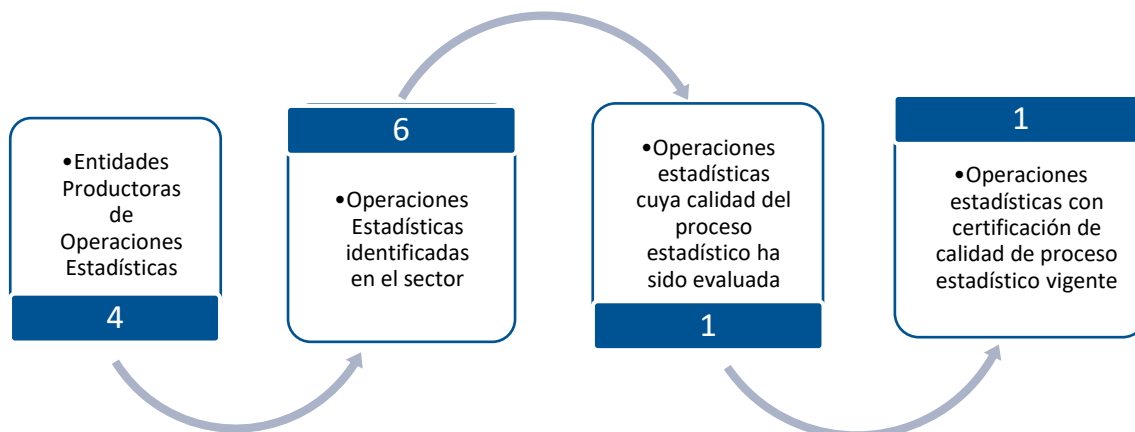 •Entidades
Productoras
de
Operaciones
Estadísticas
4
6
•Operaciones
Estadísticas
identificadas
en el sector
•Operaciones
estadísticas
cuya calidad del
proceso
estadístico ha
sido evaluada
1
1
•Operaciones
estadísticas con
certificación de
calidad de proceso
estadístico vigente